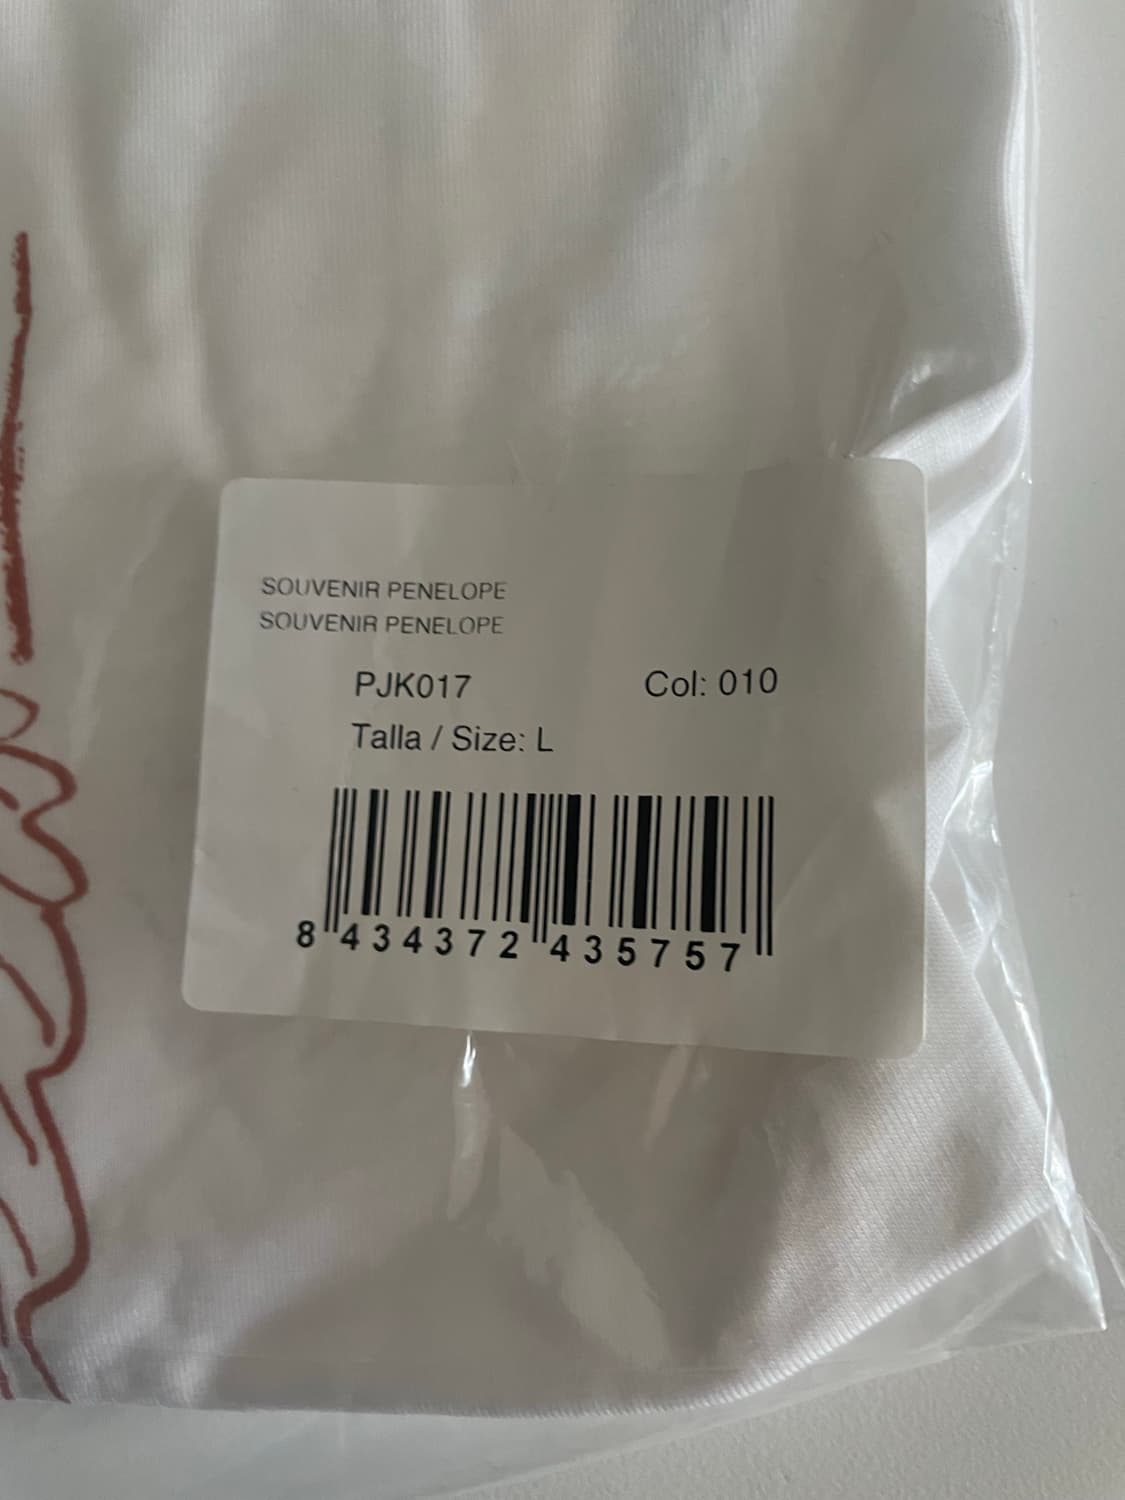 SOUVENIR PENELOPE
SOUVENIR PENELOPE
PJK017 Col: 010
Talla / Size: L
8 434372 435757